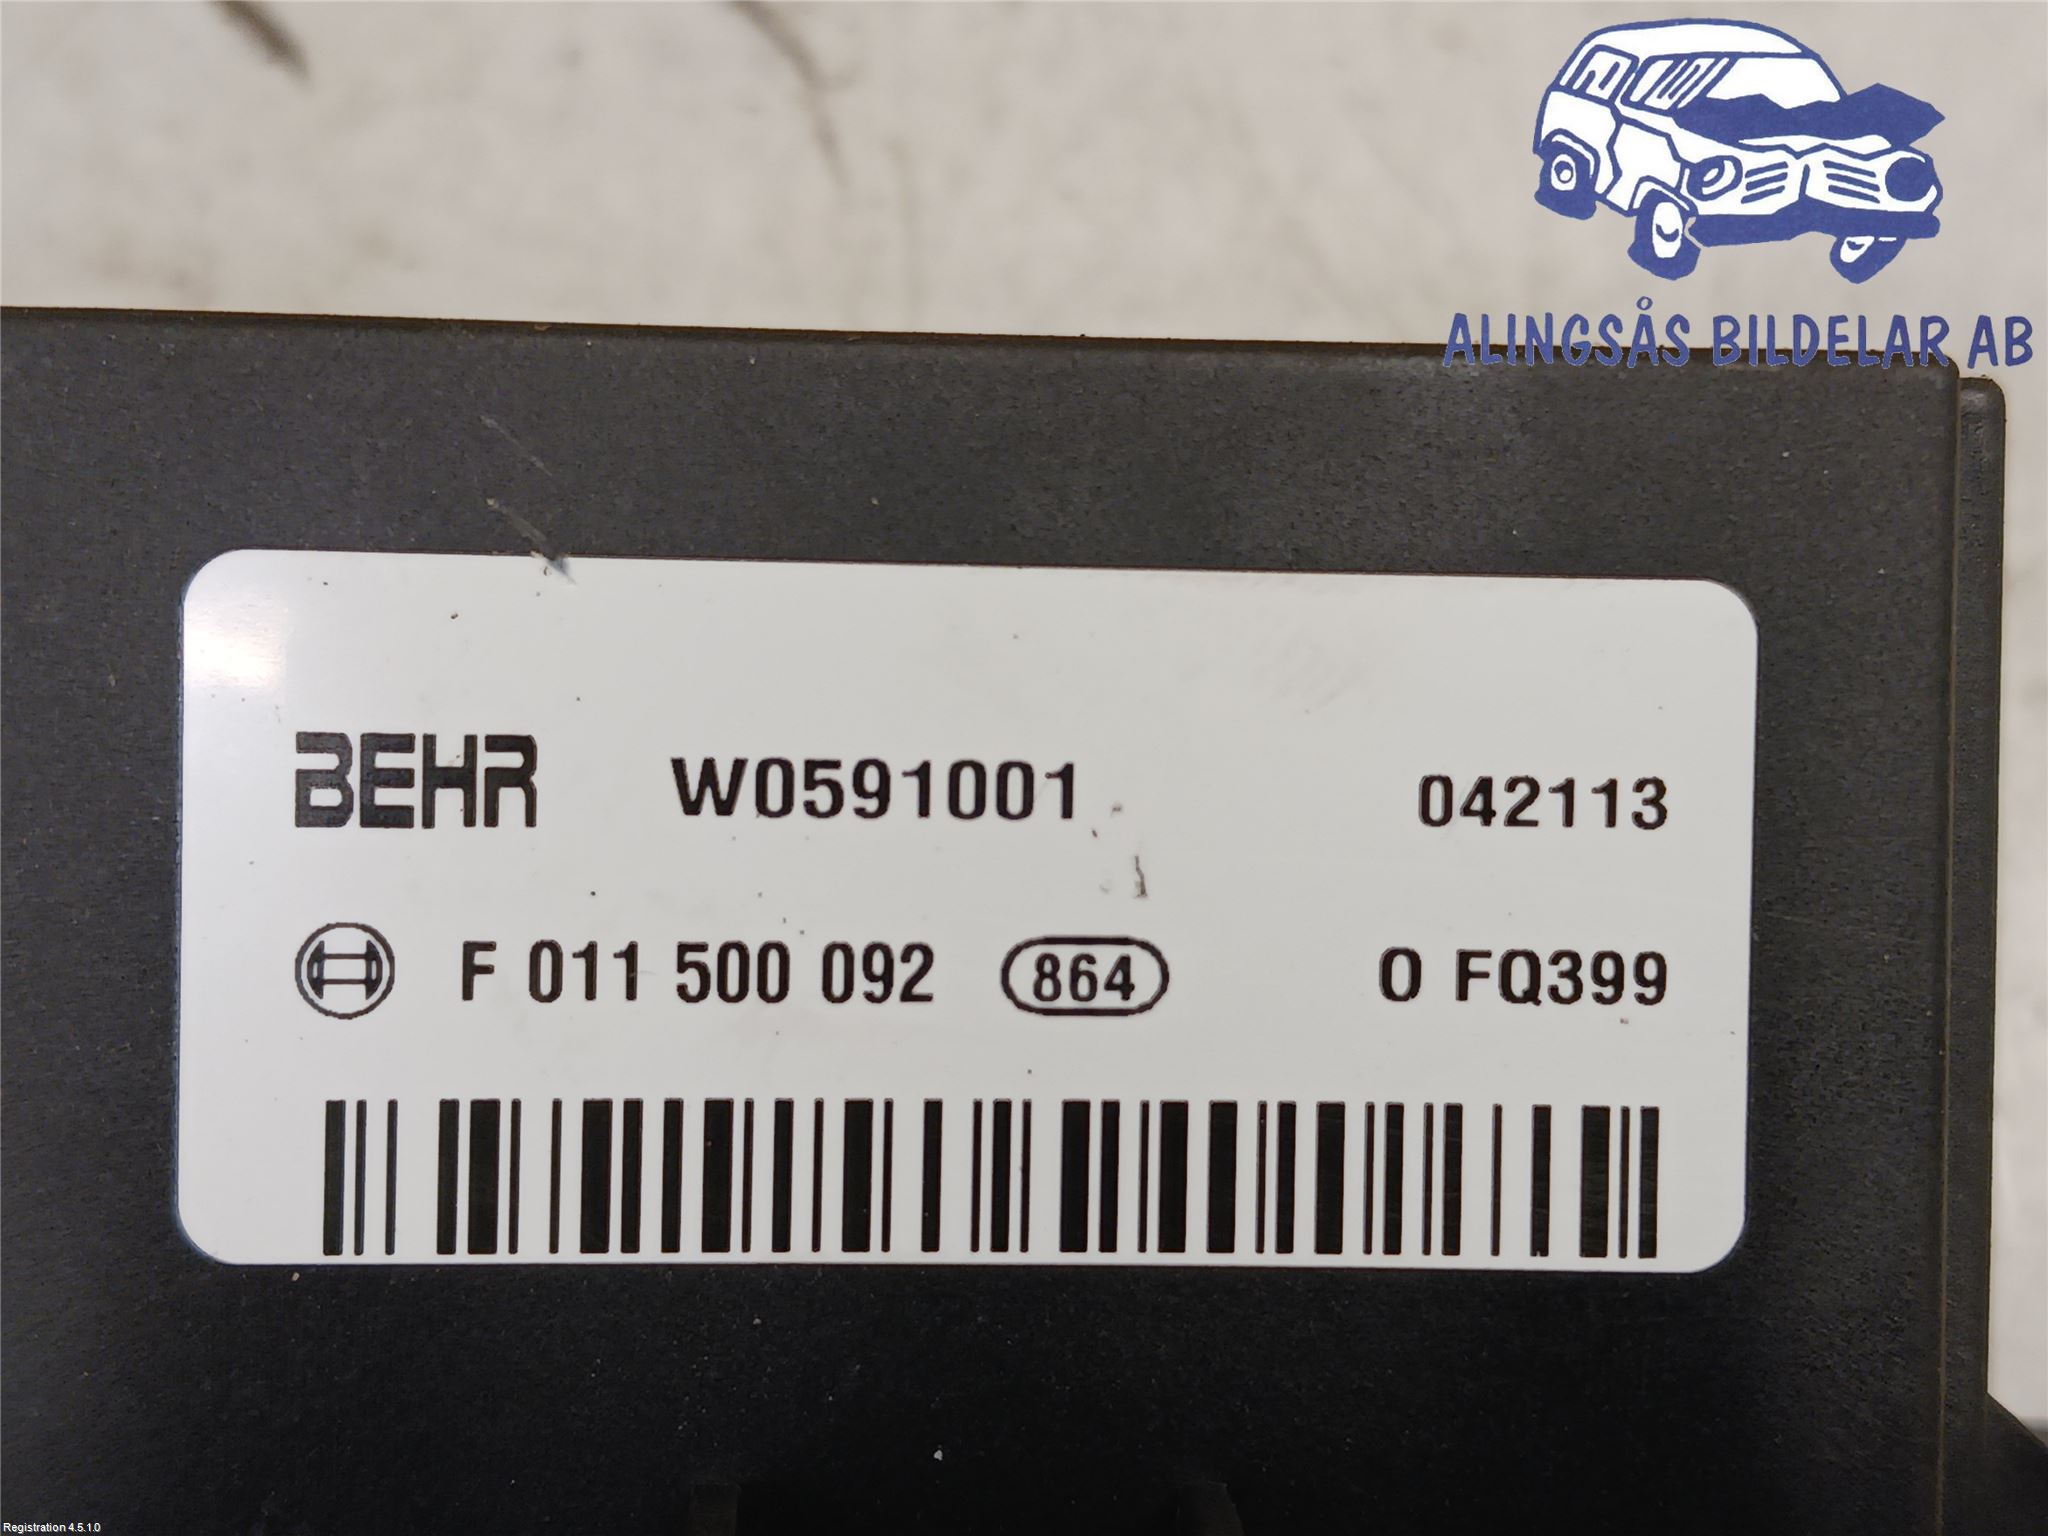 ALINGSÅS BILDELAR AB
BEHR W0591001 042113
F 011 500 092 864 0 FQ399
Registration 4.5.1.0